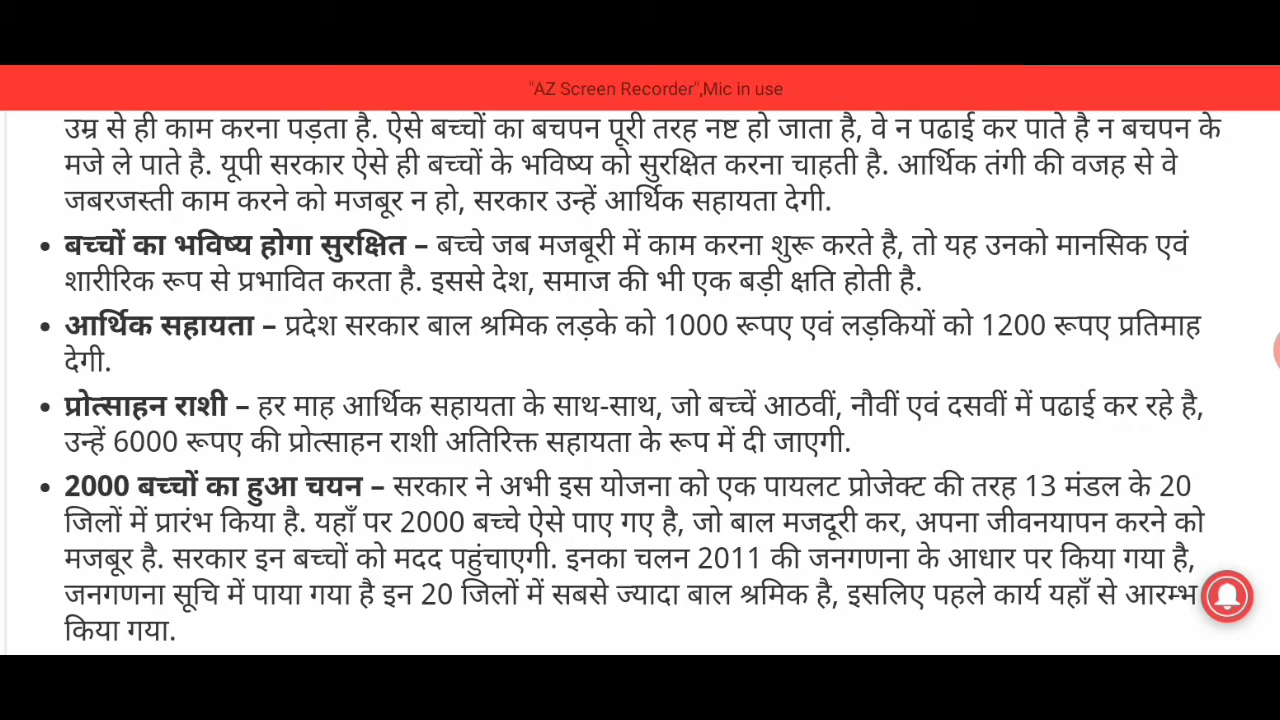 "AZ Screen Recorder",Mic in use
उम्र से ही काम करना पड़ता है. ऐसे बच्चों का बचपन पूरी तरह नष्ट हो जाता है, वे न पढाई कर पाते है न बचपन के
मजे ले पाते है. यूपी सरकार ऐसे ही बच्चों के भविष्य को सुरक्षित करना चाहती है. आर्थिक तंगी की वजह से वे
जबरजस्ती काम करने को मजबूर न हो, सरकार उन्हें आर्थिक सहायता देगी.
• बच्चों का भविष्य होगा सुरक्षित – बच्चे जब मजबूरी में काम करना शुरू करते है, तो यह उनको मानसिक एवं
शारीरिक रूप से प्रभावित करता है. इससे देश, समाज की भी एक बड़ी क्षति होती है.
• आर्थिक सहायता – प्रदेश सरकार बाल श्रमिक लड़के को 1000 रूपए एवं लड़कियों को 1200 रूपए प्रतिमाह
देगी.
• प्रोत्साहन राशी – हर माह आर्थिक सहायता के साथ-साथ, जो बच्चें आठवीं, नौवीं एवं दसवीं में पढाई कर रहे है,
उन्हें 6000 रूपए की प्रोत्साहन राशी अतिरिक्त सहायता के रूप में दी जाएगी.
• 2000 बच्चों का हुआ चयन – सरकार ने अभी इस योजना को एक पायलट प्रोजेक्ट की तरह 13 मंडल के 20
जिलों में प्रारंभ किया है. यहाँ पर 2000 बच्चे ऐसे पाए गए है, जो बाल मजदूरी कर, अपना जीवनयापन करने को
मजबूर है. सरकार इन बच्चों को मदद पहुंचाएगी. इनका चलन 2011 की जनगणना के आधार पर किया गया है,
जनगणना सूचि में पाया गया है इन 20 जिलों में सबसे ज्यादा बाल श्रमिक है, इसलिए पहले कार्य यहाँ से आरम्भ
किया गया.